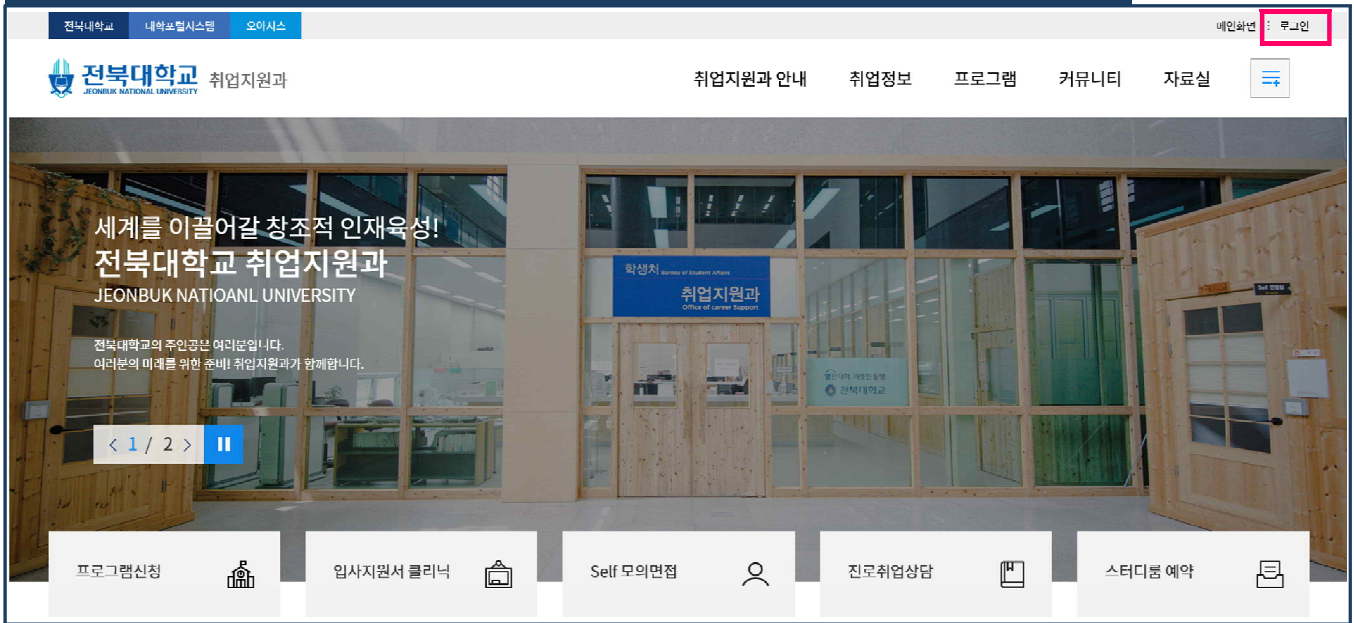 전북대학교 대학포털시스템 오아시스 메인화면 로그인
전북대학교 취업지원과
JEONBUK NATIONAL UNIVERSITY
취업지원과 안내 취업정보 프로그램 커뮤니티 자료실
세계를 이끌어갈 창조적 인재육성!
전북대학교 취업지원과
JEONBUK NATIOANL UNIVERSITY
전북대학교의 주인공은 여러분입니다.
여러분의 미래를 위한 준비! 취업지원과가 함께합니다.
학생처 Bureau of Student Affairs
취업지원과
Office of Career Support
전북대학교
< 1 / 2 >
프로그램신청 입사지원서 클리닉 Self 모의면접 진로취업상담 스터디룸 예약